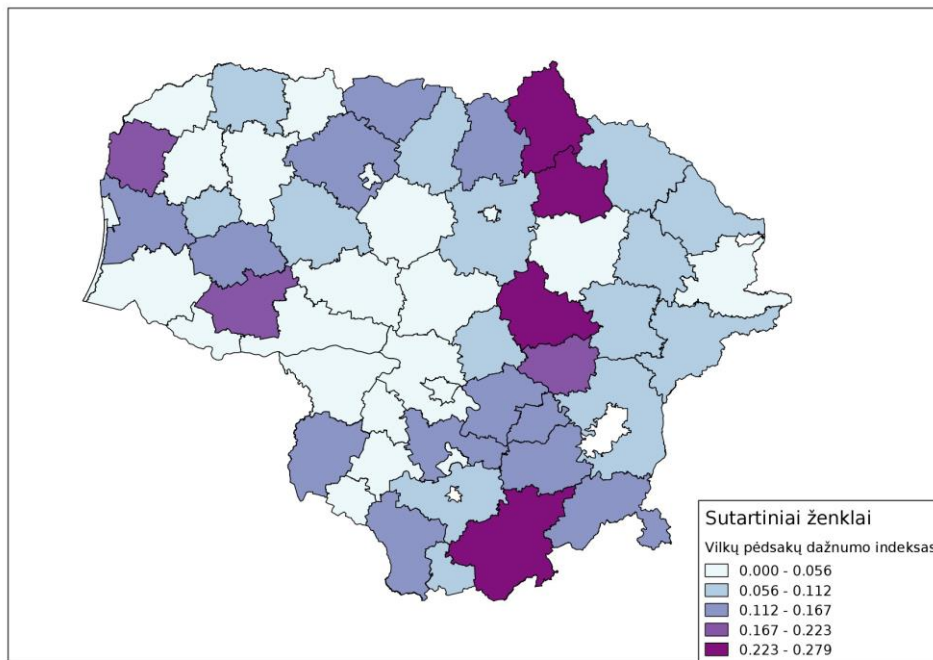 Sutartiniai ženklai
Vilkų pėdsakų dažnumo indeksas
0.000 - 0.056
0.056 - 0.112
0.112 - 0.167
0.167 - 0.223
0.223 - 0.279